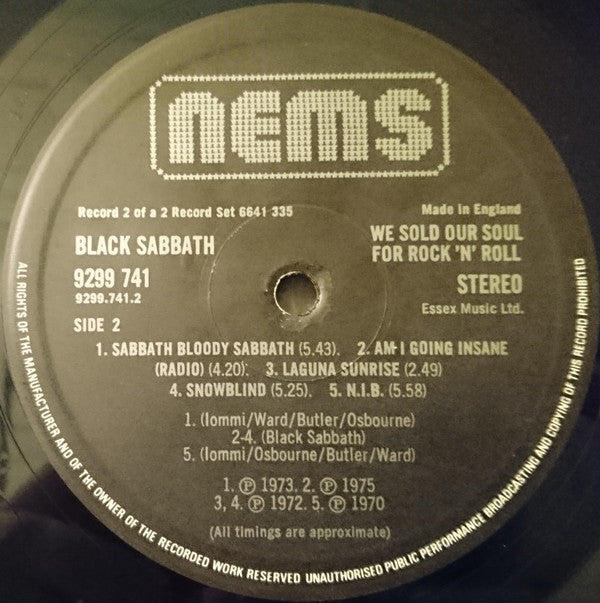 nems
Record 2 of a 2 Record Set 6641 335
Made in England
BLACK SABBATH
WE SOLD OUR SOUL
FOR ROCK 'N' ROLL
9299 741
9299.741.2
STEREO
Essex Music Ltd.
SIDE 2
1. SABBATH BLOODY SABBATH (5.43). 2. AM I GOING INSANE
(RADIO) (4.20). 3. LAGUNA SUNRISE (2.49)
4. SNOWBLIND (5.25). 5. N.I.B. (5.58)
1. (Iommi/Ward/Butler/Osbourne)
2-4. (Black Sabbath)
5. (Iommi/Osbourne/Butler/Ward)
1. Ⓟ 1973. 2. Ⓟ 1975
3, 4. Ⓟ 1972. 5. Ⓟ 1970
(All timings are approximate)
ALL RIGHTS OF THE MANUFACTURER AND OF THE OWNER OF THE RECORDED WORK RESERVED UNAUTHORISED PUBLIC PERFORMANCE BROADCASTING AND COPYING OF THIS RECORD PROHIBITED